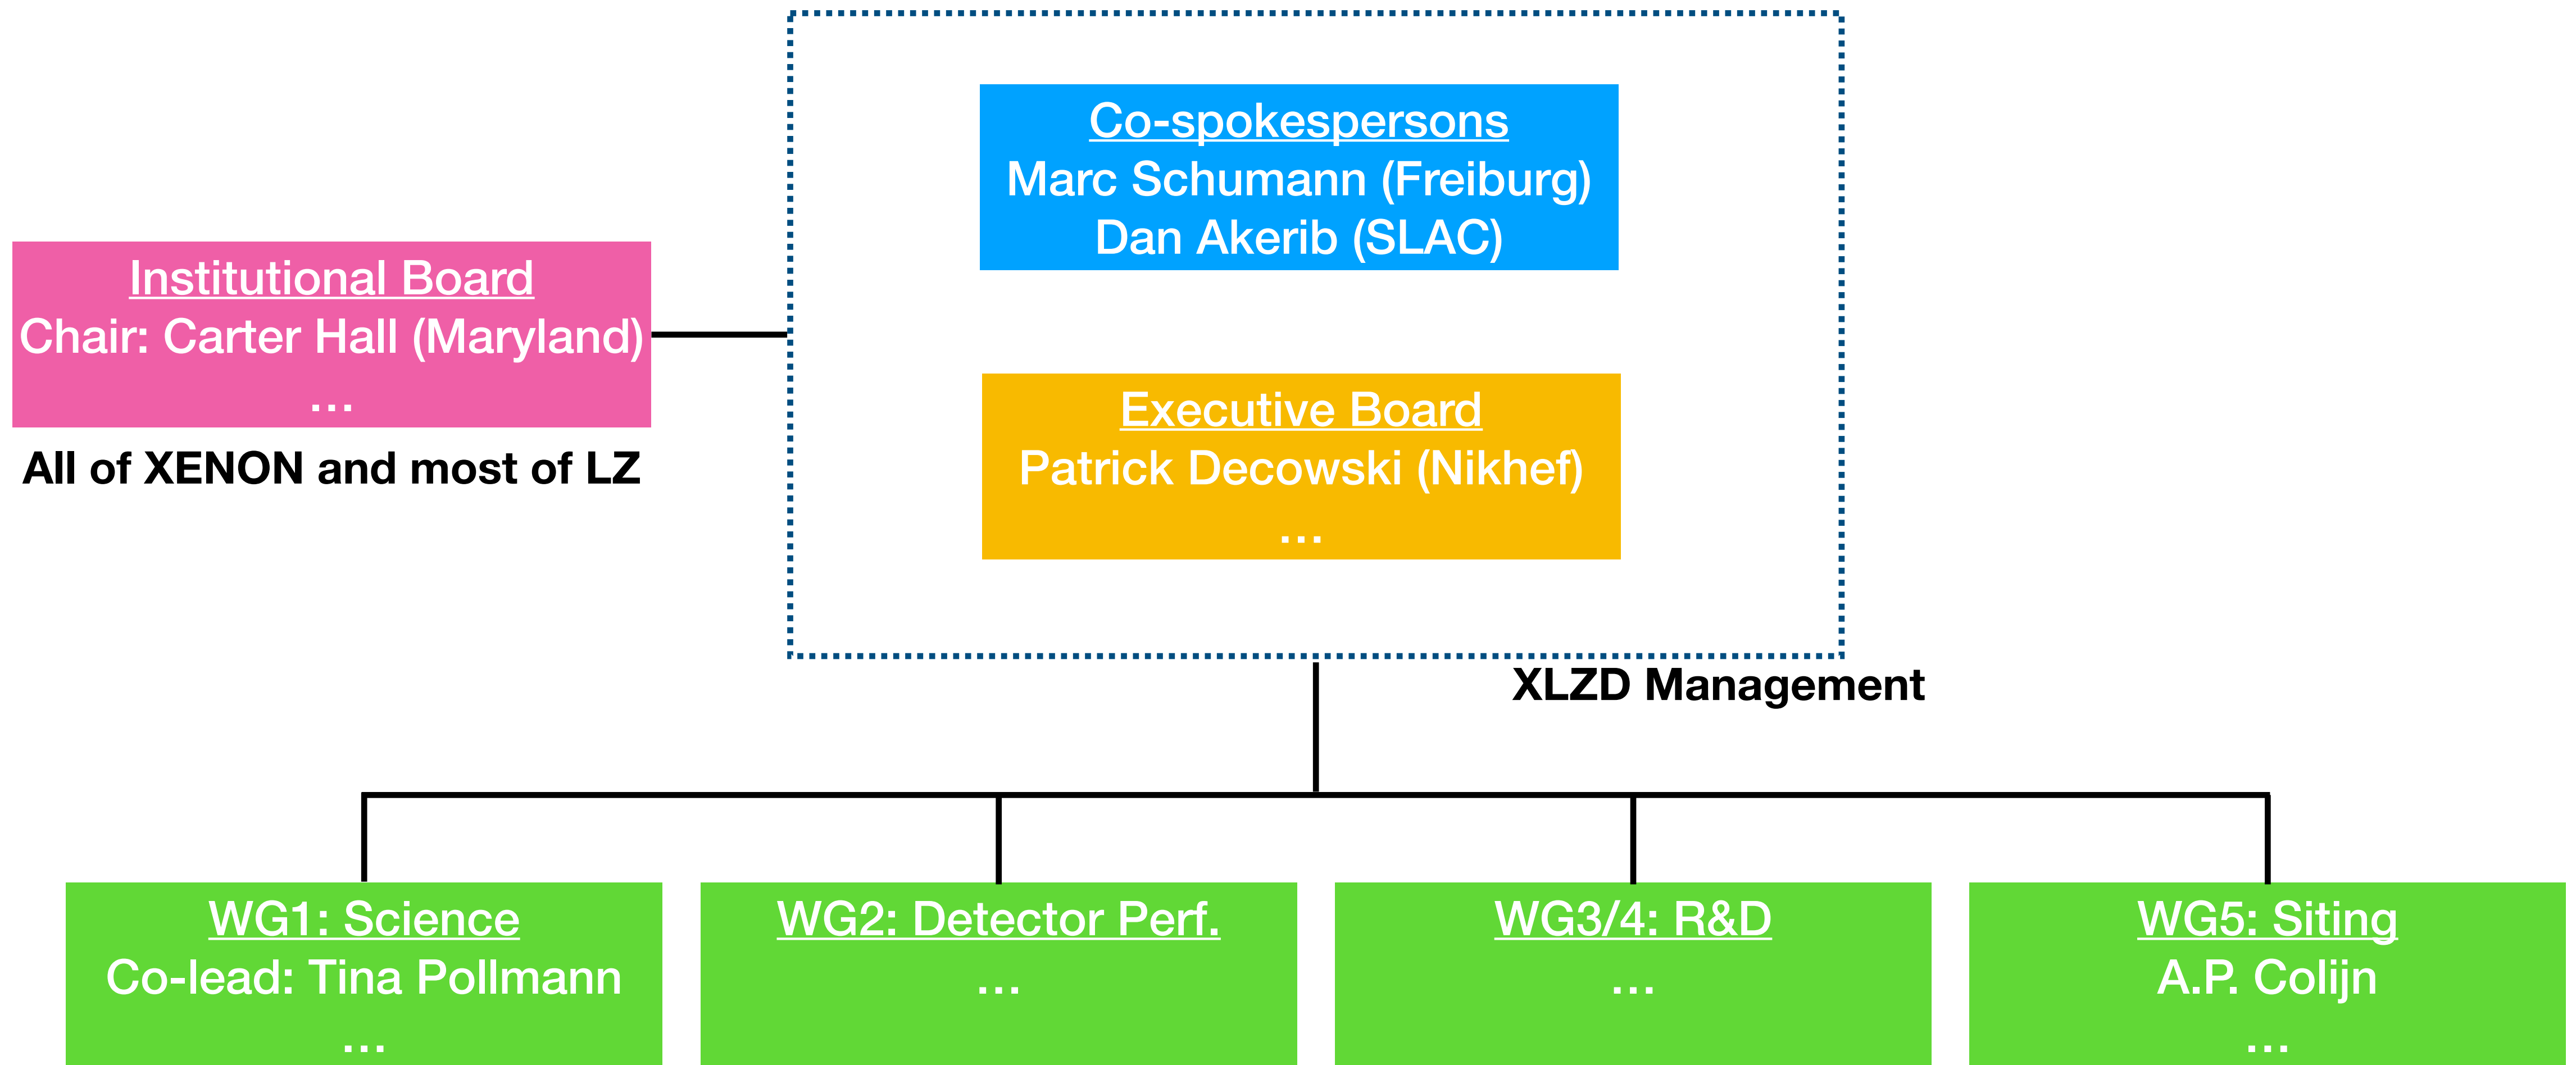 Co-spokespersons
Marc Schumann (Freiburg)
Dan Akerib (SLAC)
Institutional Board
Chair: Carter Hall (Maryland)
...
All of XENON and most of LZ
Executive Board
Patrick Decowski (Nikhef)
...
XLZD Management
WG1: Science
Co-lead: Tina Pollmann
...
WG2: Detector Perf.
...
WG3/4: R&D
...
WG5: Siting
A.P. Colijn
...